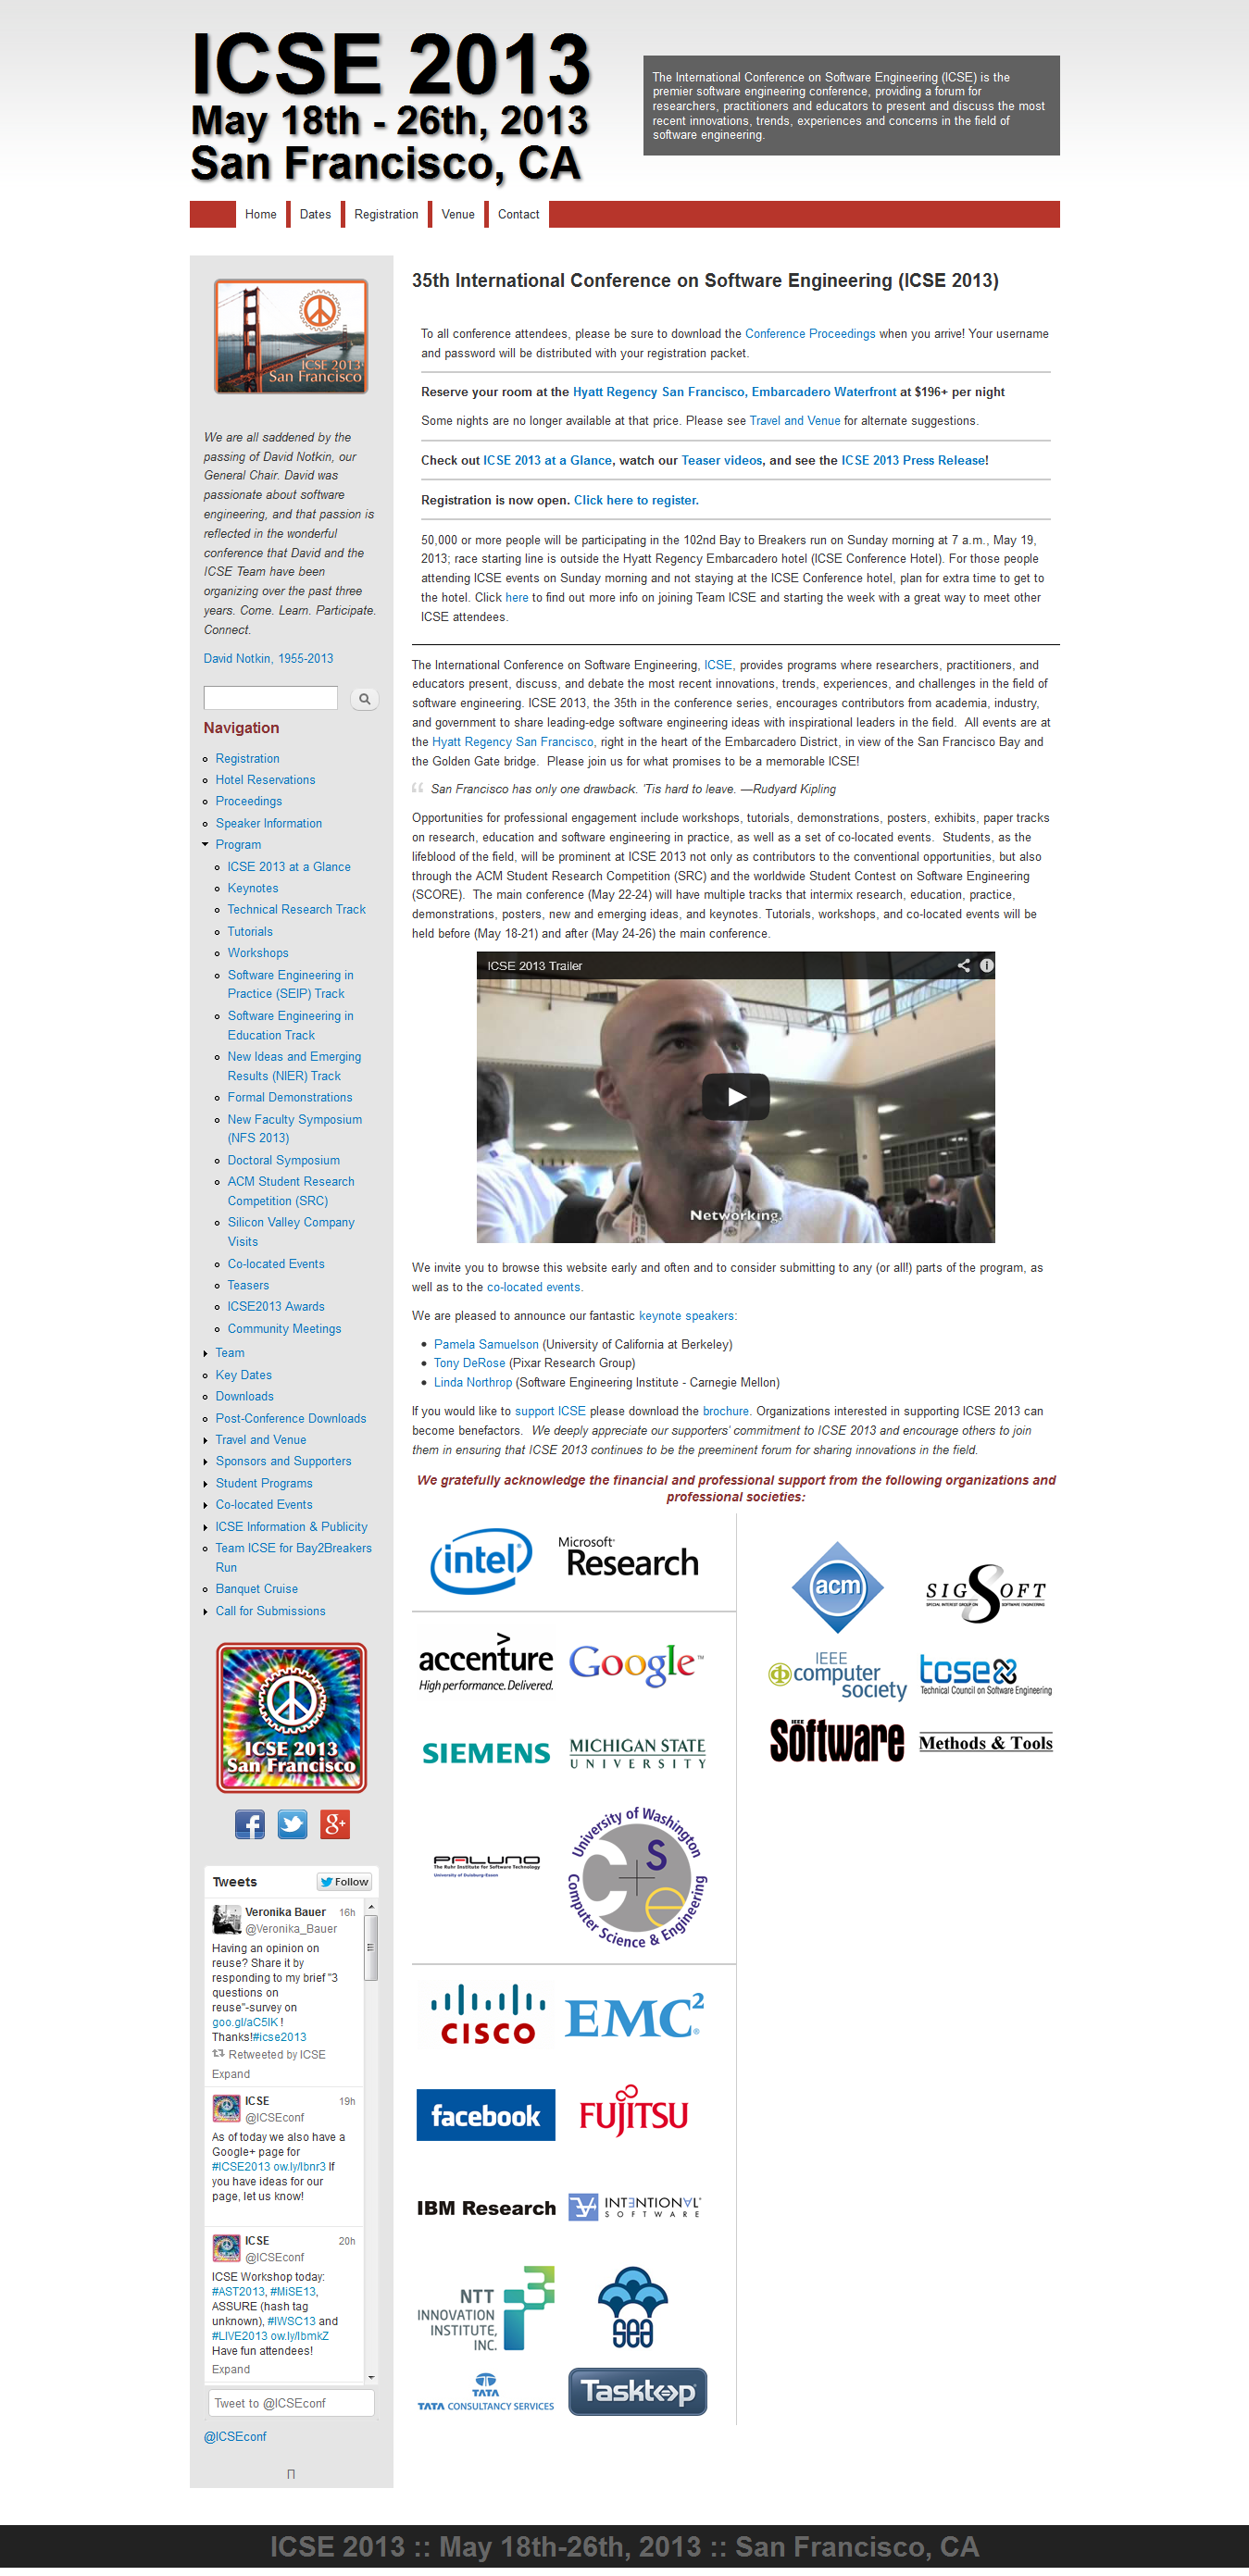 ICSE 2013
May 18th - 26th, 2013
San Francisco, CA
The International Conference on Software Engineering (ICSE) is the
premier software engineering conference, providing a forum for
researchers, practitioners and educators to present and discuss the most
recent innovations, trends, experiences and concerns in the field of
software engineering.
Home
Dates
Registration
Venue
Contact
ICSE 2013
San Francisco
We are all saddened by the
passing of David Notkin, our
General Chair. David was
passionate about software
engineering, and that passion is
reflected in the wonderful
conference that David and the
ICSE Team have been
organizing over the past three
years. Come. Learn. Participate.
Connect.
David Notkin, 1955-2013
Navigation
Registration
Hotel Reservations
Proceedings
Speaker Information
Program
ICSE 2013 at a Glance
Keynotes
Technical Research Track
Tutorials
Workshops
Software Engineering in
Practice (SEIP) Track
Software Engineering in
Education Track
New Ideas and Emerging
Results (NIER) Track
Formal Demonstrations
New Faculty Symposium
(NFS 2013)
Doctoral Symposium
ACM Student Research
Competition (SRC)
Silicon Valley Company
Visits
Co-located Events
Teasers
ICSE2013 Awards
Community Meetings
Team
Key Dates
Downloads
Post-Conference Downloads
Travel and Venue
Sponsors and Supporters
Student Programs
Co-located Events
ICSE Information & Publicity
Team ICSE for Bay2Breakers
Run
Banquet Cruise
Call for Submissions
ICSE 2013
San Francisco
Tweets
Follow
Veronika Bauer 16h
@Veronika_Bauer
Having an opinion on
reuse? Share it by
responding to my brief "3
questions on
reuse"-survey on
goo.gl/aC5IK !
Thanks!#icse2013
Retweeted by ICSE
Expand
ICSE 19h
@ICSEconf
As of today we also have a
Google+ page for
#ICSE2013 ow.ly/lbnr3 If
you have ideas for our
page, let us know!
ICSE 20h
@ICSEconf
ICSE Workshop today:
#AST2013, #MiSE13,
ASSURE (hash tag
unknown), #IWSC13 and
#LIVE2013 ow.ly/lbmkZ
Have fun attendees!
Expand
Tweet to @ICSEconf
@ICSEconf
∏
35th International Conference on Software Engineering (ICSE 2013)
To all conference attendees, please be sure to download the Conference Proceedings when you arrive! Your username
and password will be distributed with your registration packet.
Reserve your room at the Hyatt Regency San Francisco, Embarcadero Waterfront at $196+ per night
Some nights are no longer available at that price. Please see Travel and Venue for alternate suggestions.
Check out ICSE 2013 at a Glance, watch our Teaser videos, and see the ICSE 2013 Press Release!
Registration is now open. Click here to register.
50,000 or more people will be participating in the 102nd Bay to Breakers run on Sunday morning at 7 a.m., May 19,
2013; race starting line is outside the Hyatt Regency Embarcadero hotel (ICSE Conference Hotel). For those people
attending ICSE events on Sunday morning and not staying at the ICSE Conference hotel, plan for extra time to get to
the hotel. Click here to find out more info on joining Team ICSE and starting the week with a great way to meet other
ICSE attendees.
The International Conference on Software Engineering, ICSE, provides programs where researchers, practitioners, and
educators present, discuss, and debate the most recent innovations, trends, experiences, and challenges in the field of
software engineering. ICSE 2013, the 35th in the conference series, encourages contributors from academia, industry,
and government to share leading-edge software engineering ideas with inspirational leaders in the field. All events are at
the Hyatt Regency San Francisco, right in the heart of the Embarcadero District, in view of the San Francisco Bay and
the Golden Gate bridge. Please join us for what promises to be a memorable ICSE!
San Francisco has only one drawback. 'Tis hard to leave. —Rudyard Kipling
Opportunities for professional engagement include workshops, tutorials, demonstrations, posters, exhibits, paper tracks
on research, education and software engineering in practice, as well as a set of co-located events. Students, as the
lifeblood of the field, will be prominent at ICSE 2013 not only as contributors to the conventional opportunities, but also
through the ACM Student Research Competition (SRC) and the worldwide Student Contest on Software Engineering
(SCORE). The main conference (May 22-24) will have multiple tracks that intermix research, education, practice,
demonstrations, posters, new and emerging ideas, and keynotes. Tutorials, workshops, and co-located events will be
held before (May 18-21) and after (May 24-26) the main conference.
ICSE 2013 Trailer
Networking.
We invite you to browse this website early and often and to consider submitting to any (or all!) parts of the program, as
well as to the co-located events.
We are pleased to announce our fantastic keynote speakers:
Pamela Samuelson (University of California at Berkeley)
Tony DeRose (Pixar Research Group)
Linda Northrop (Software Engineering Institute - Carnegie Mellon)
If you would like to support ICSE please download the brochure. Organizations interested in supporting ICSE 2013 can
become benefactors. We deeply appreciate our supporters' commitment to ICSE 2013 and encourage others to join
them in ensuring that ICSE 2013 continues to be the preeminent forum for sharing innovations in the field.
We gratefully acknowledge the financial and professional support from the following organizations and
professional societies:
intel
Microsoft
Research
accenture
High performance. Delivered.
Google
SIEMENS
MICHIGAN STATE
UNIVERSITY
PALUNO
The Ruhr Institute for Software Technology
University of Duisburg-Essen
University of Washington
CSe
Computer Science & Engineering
CISCO
EMC²
facebook
FUJITSU
IBM Research
INTENTIONAL
SOFTWARE
NTT
INNOVATION
INSTITUTE,
INC.
sea
TATA
TATA CONSULTANCY SERVICES
Tasktop
acm
SIGSOFT
SPECIAL INTEREST GROUP ON SOFTWARE ENGINEERING
IEEE
computer
society
tcse
Technical Council on Software Engineering
IEEE
Software
Methods & Tools
ICSE 2013 :: May 18th-26th, 2013 :: San Francisco, CA